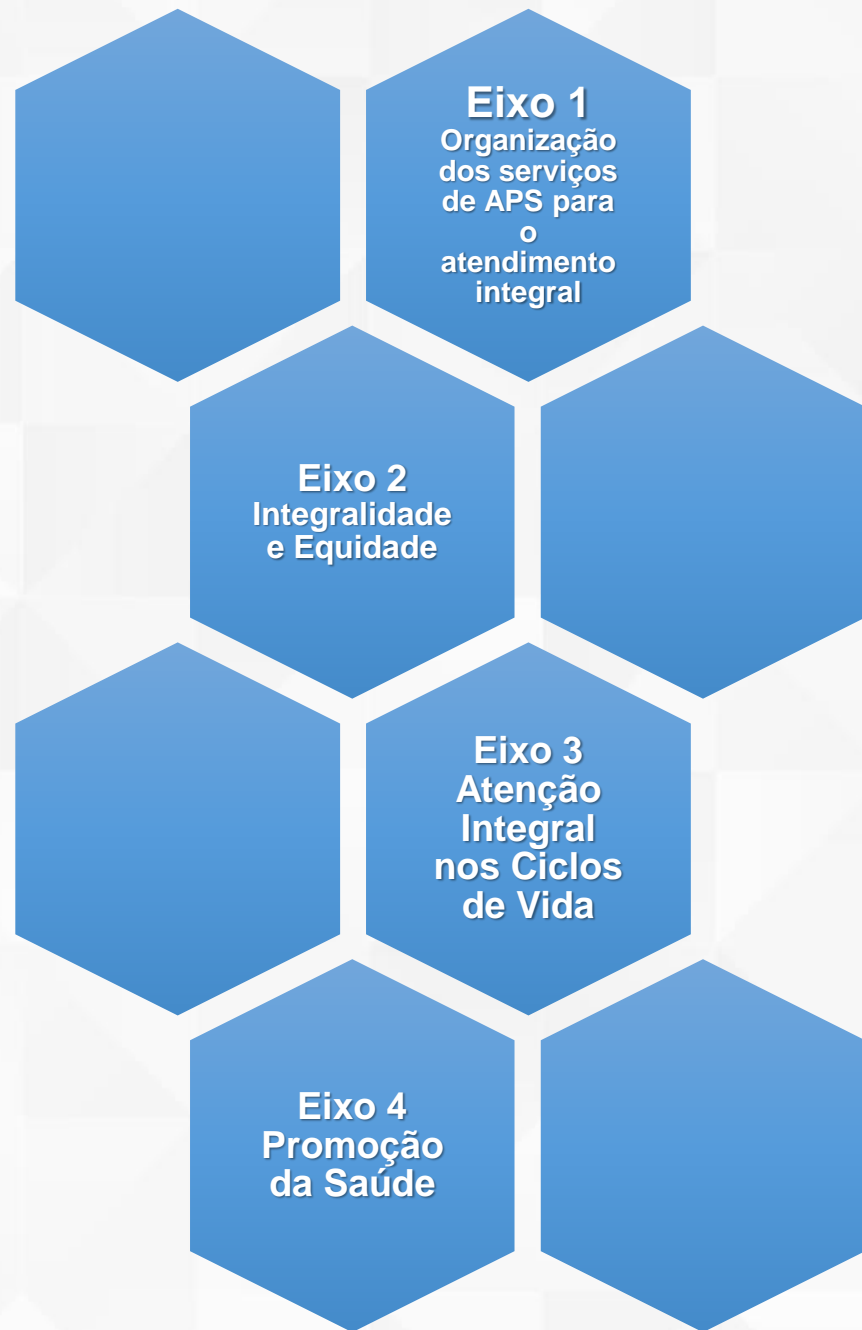 Eixo 1
Organização
dos serviços
de APS para
o
atendimento
integral
Eixo 2
Integralidade
e Equidade
Eixo 3
Atenção
Integral
nos Ciclos
de Vida
Eixo 4
Promoção
da Saúde